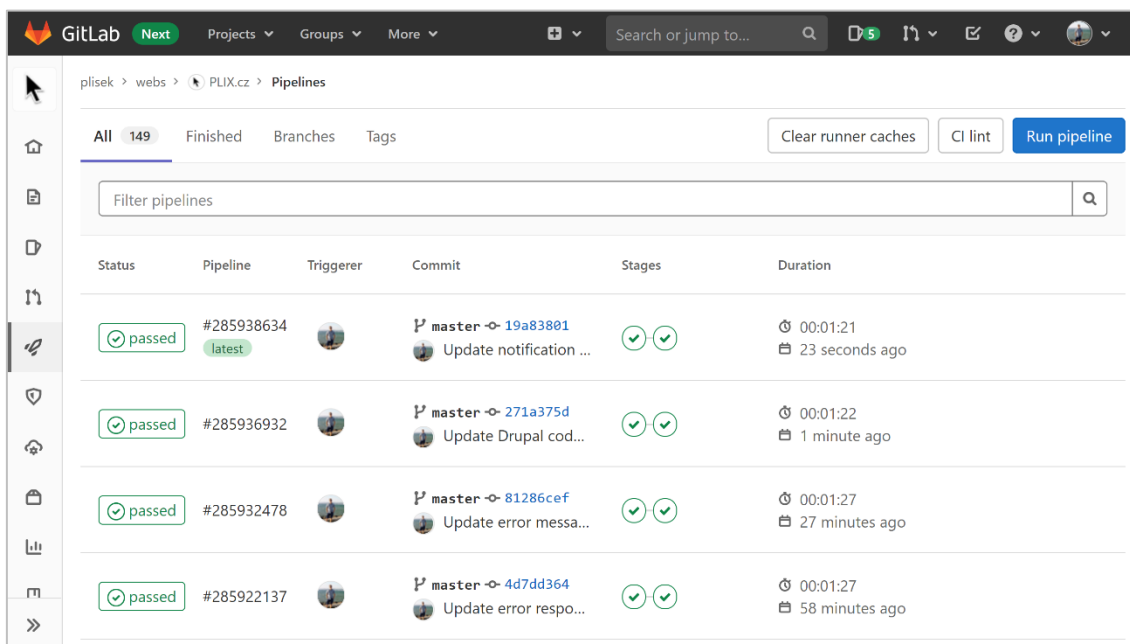 GitLab Next Projects Groups More Search or jump to... 5
plisek > webs > PLIX.cz > Pipelines
All 149 Finished Branches Tags Clear runner caches CI lint Run pipeline
Filter pipelines
Status Pipeline Triggerer Commit Stages Duration
passed #285938634 master 19a83801 00:01:21
latest Update notification ... 23 seconds ago
passed #285936932 master 271a375d 00:01:22
Update Drupal cod... 1 minute ago
passed #285932478 master 81286cef 00:01:27
Update error messa... 27 minutes ago
passed #285922137 master 4d7dd364 00:01:27
Update error respo... 58 minutes ago